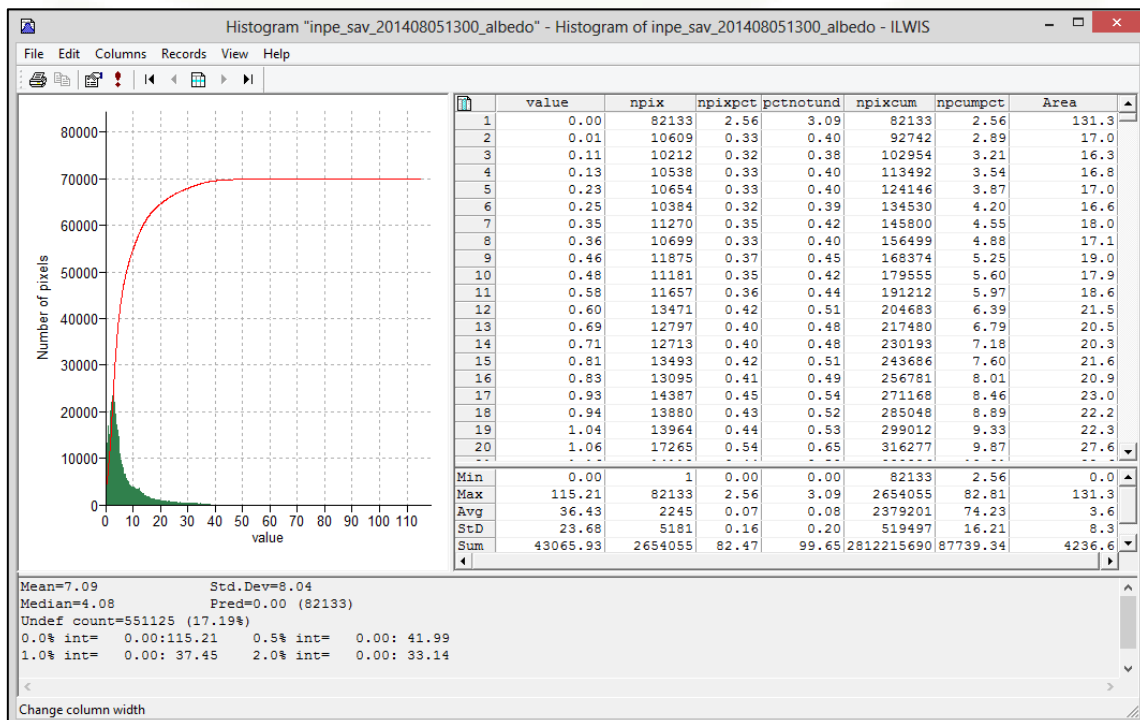 Histogram "inpe_sav_201408051300_albedo" - Histogram of inpe_sav_201408051300_albedo - ILWIS
File Edit Columns Records View Help
80000
70000
60000
50000
40000
30000
20000
10000
0
Number of pixels
0 10 20 30 40 50 60 70 80 90 100 110
value
value npix npixpct pctnotund npixcum npcumpct Area
1 0.00 82133 2.56 3.09 82133 2.56 131.3
2 0.01 10609 0.33 0.40 92742 2.89 17.0
3 0.11 10212 0.32 0.38 102954 3.21 16.3
4 0.13 10538 0.33 0.40 113492 3.54 16.8
5 0.23 10654 0.33 0.40 124146 3.87 17.0
6 0.25 10384 0.32 0.39 134530 4.20 16.6
7 0.35 11270 0.35 0.42 145800 4.55 18.0
8 0.36 10699 0.33 0.40 156499 4.88 17.1
9 0.46 11875 0.37 0.45 168374 5.25 19.0
10 0.48 11181 0.35 0.42 179555 5.60 17.9
11 0.58 11657 0.36 0.44 191212 5.97 18.6
12 0.60 13471 0.42 0.51 204683 6.39 21.5
13 0.69 12797 0.40 0.48 217480 6.79 20.5
14 0.71 12713 0.40 0.48 230193 7.18 20.3
15 0.81 13493 0.42 0.51 243686 7.60 21.6
16 0.83 13095 0.41 0.49 256781 8.01 20.9
17 0.93 14387 0.45 0.54 271168 8.46 23.0
18 0.94 13880 0.43 0.52 285048 8.89 22.2
19 1.04 13964 0.44 0.53 299012 9.33 22.3
20 1.06 17265 0.54 0.65 316277 9.87 27.6
Min 0.00 1 0.00 0.00 82133 2.56 0.0
Max 115.21 82133 2.56 3.09 2654055 82.81 131.3
Avg 36.43 2245 0.07 0.08 2379201 74.23 3.6
StD 23.68 5181 0.16 0.20 519497 16.21 8.3
Sum 43065.93 2654055 82.47 99.65 2812215690 87739.34 4236.6
Mean=7.09 Std.Dev=8.04
Median=4.08 Pred=0.00 (82133)
Undef count=551125 (17.19%)
0.0% int= 0.00:115.21 0.5% int= 0.00: 41.99
1.0% int= 0.00: 37.45 2.0% int= 0.00: 33.14
Change column width